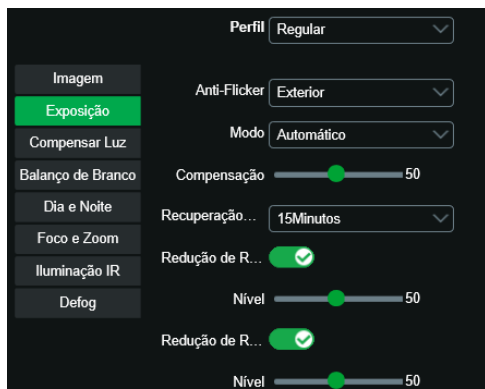 Perfil Regular
Imagem
Exposição
Compensar Luz
Balanço de Branco
Dia e Noite
Foco e Zoom
Iluminação IR
Defog
Anti-Flicker Exterior
Modo Automático
Compensação 50
Recuperação... 15Minutos
Redução de R...
Nível 50
Redução de R...
Nível 50